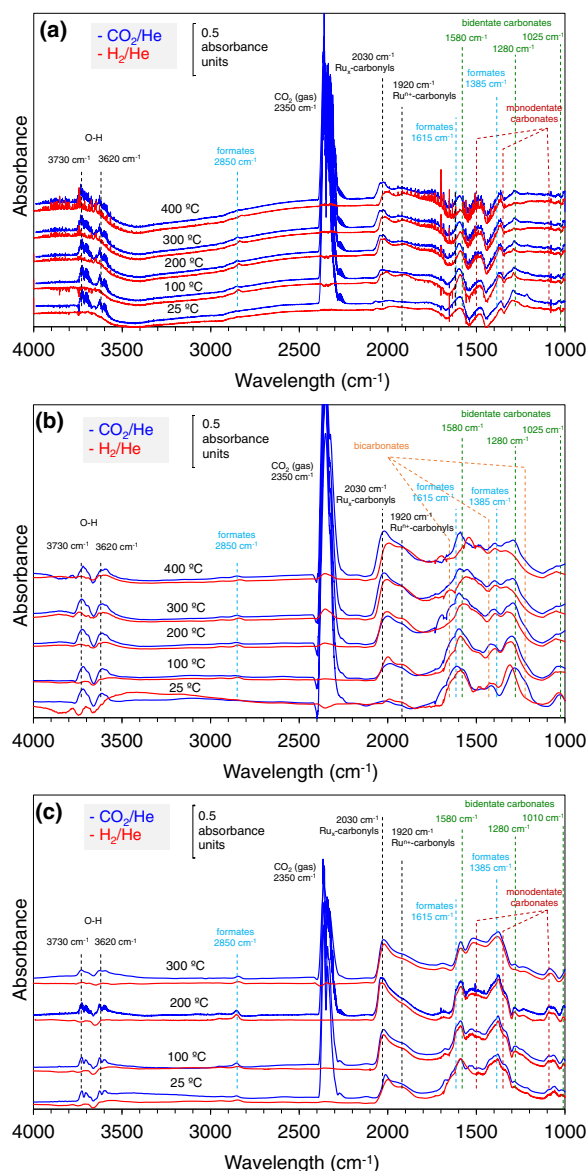 (a)
- CO2/He
- H2/He
0.5
absorbance
units
bidentate carbonates
1580 cm-1
1025 cm-1
1280 cm-1
2030 cm-1
Rux-carbonyls
1920 cm-1
Run+-carbonyls
formates
1385 cm-1
CO2 (gas)
2350 cm-1
formates
1615 cm-1
monodentate
carbonates
O-H
3730 cm-1
3620 cm-1
formates
2850 cm-1
400 ºC
300 ºC
200 ºC
100 ºC
25 ºC
Absorbance
4000
3500
3000
2500
2000
1500
1000
Wavelength (cm-1)
(b)
- CO2/He
- H2/He
0.5
absorbance
units
bidentate carbonates
1580 cm-1
1025 cm-1
1280 cm-1
CO2 (gas)
2350 cm-1
bicarbonates
2030 cm-1
Rux-carbonyls
formates
1615 cm-1
formates
1385 cm-1
1920 cm-1
Run+-carbonyls
O-H
3730 cm-1
3620 cm-1
formates
2850 cm-1
400 ºC
300 ºC
200 ºC
100 ºC
25 ºC
Absorbance
4000
3500
3000
2500
2000
1500
1000
Wavelength (cm-1)
(c)
- CO2/He
- H2/He
0.5
absorbance
units
bidentate carbonates
2030 cm-1
Rux-carbonyls
1580 cm-1
1010 cm-1
1280 cm-1
1920 cm-1
Run+-carbonyls
CO2 (gas)
2350 cm-1
formates
1385 cm-1
formates
1615 cm-1
monodentate
carbonates
O-H
3730 cm-1
3620 cm-1
formates
2850 cm-1
300 ºC
200 ºC
100 ºC
25 ºC
Absorbance
4000
3500
3000
2500
2000
1500
1000
Wavelength (cm-1)